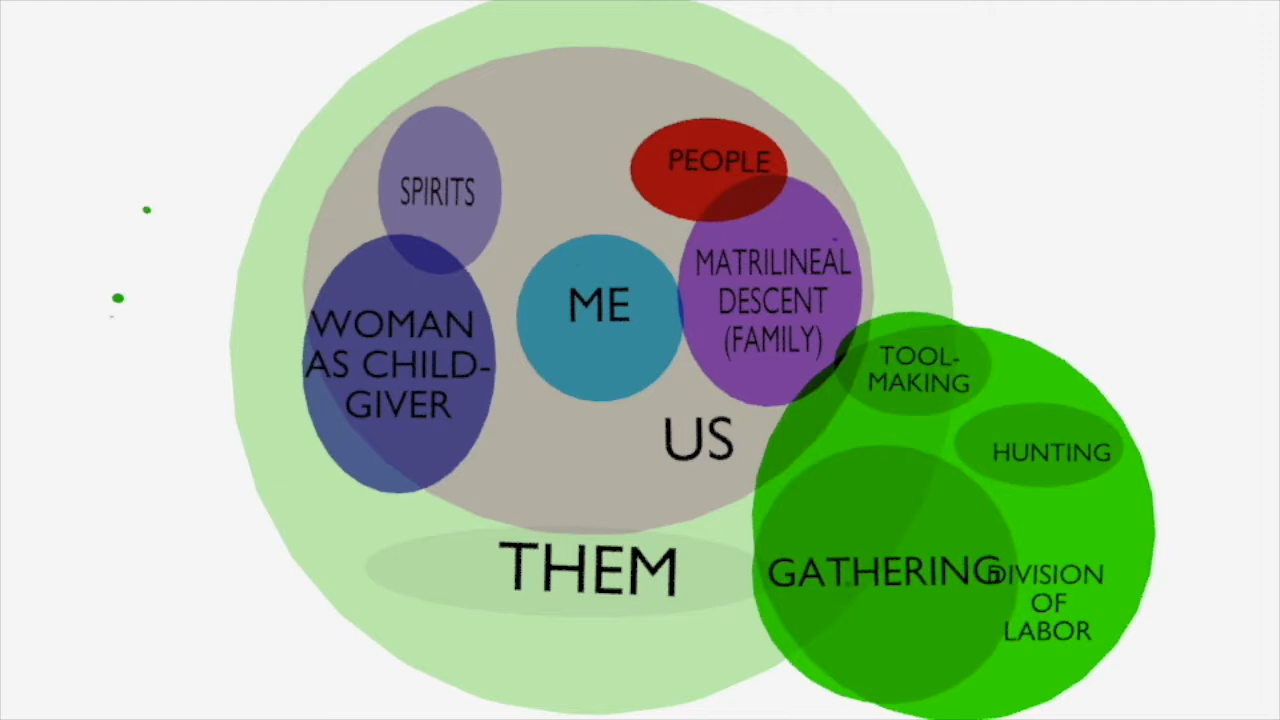 SPIRITS
PEOPLE
WOMAN
AS CHILD-
GIVER
ME
MATRILINEAL
DESCENT
(FAMILY)
US
TOOL-
MAKING
HUNTING
THEM
GATHERING
DIVISION
OF
LABOR